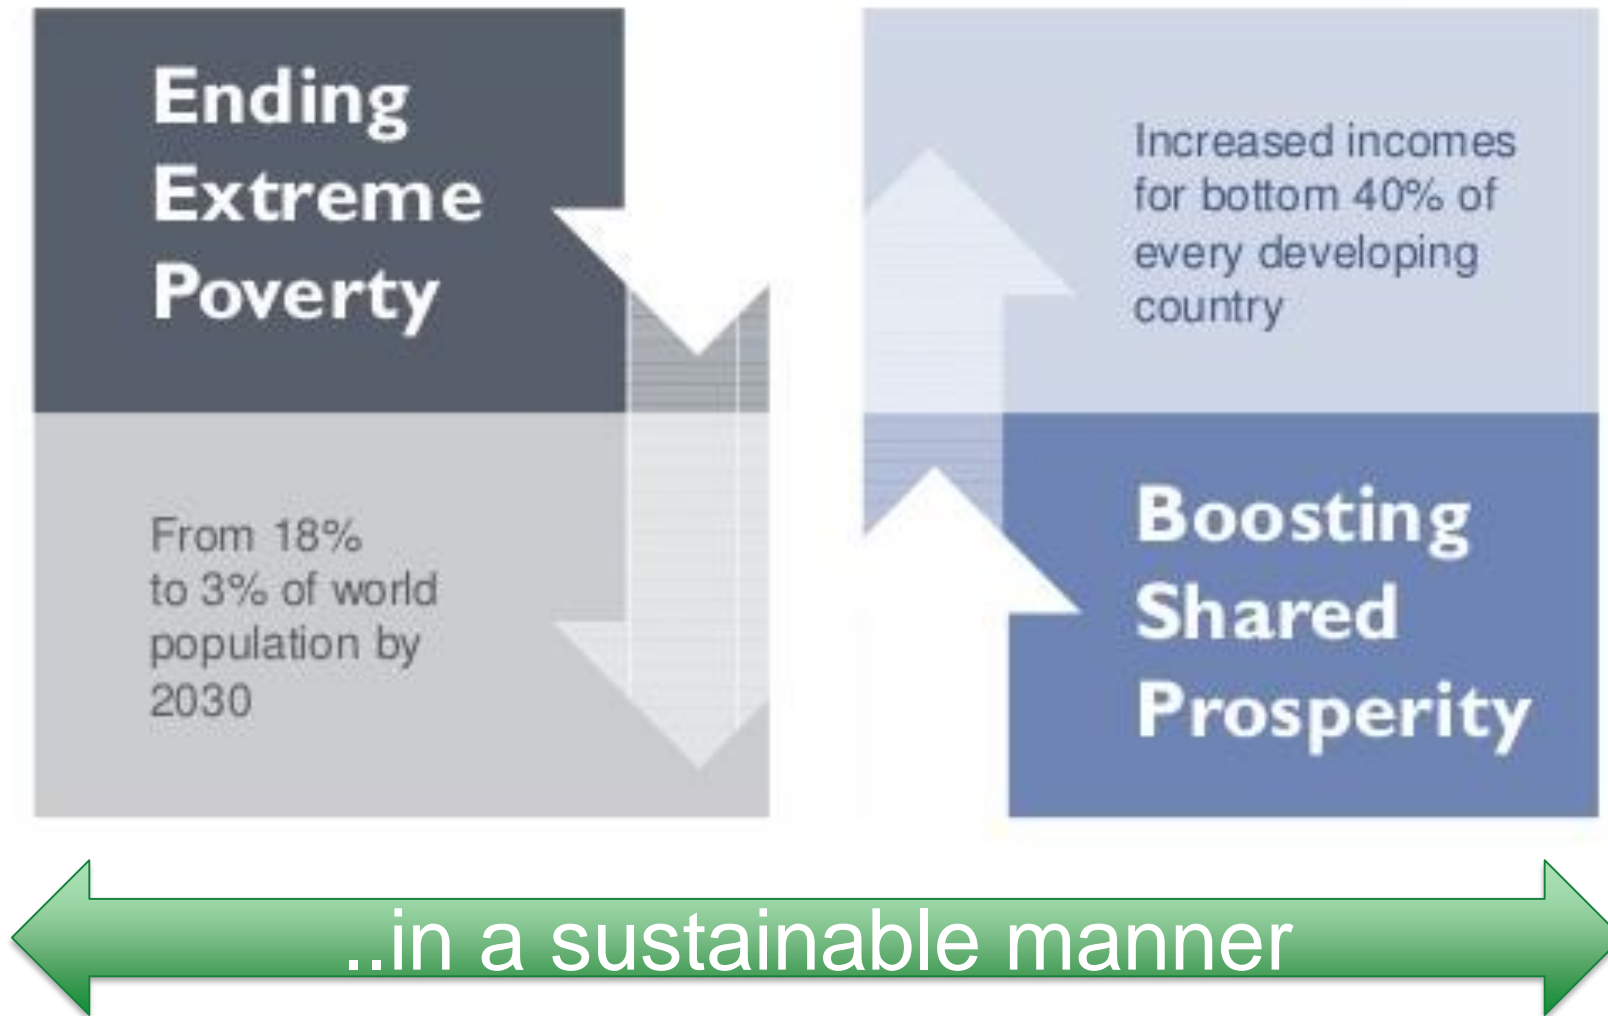 Ending
Extreme
Poverty
From 18%
to 3% of world
population by
2030
Increased incomes
for bottom 40% of
every developing
country
Boosting
Shared
Prosperity
..in a sustainable manner